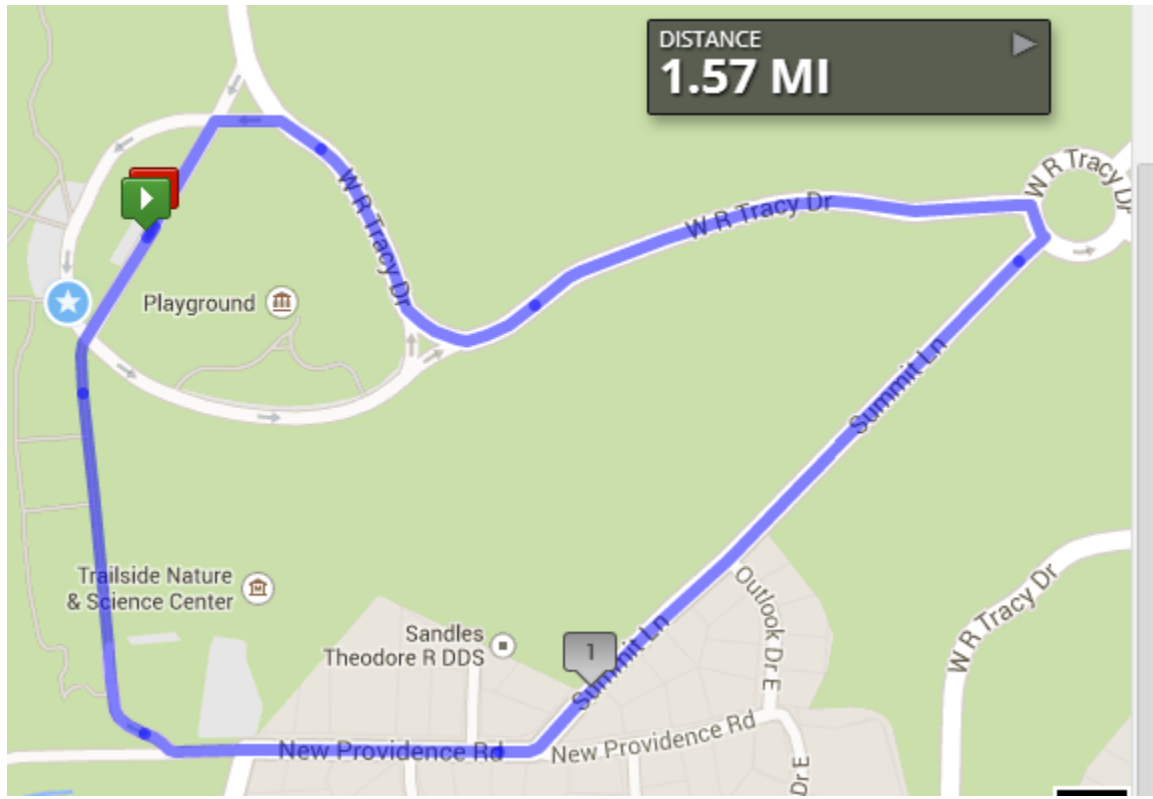 DISTANCE
1.57 MI
W R Tracy Dr
W R Tracy Dr
W R Tracy Dr
Playground
Summit Ln
Trailside Nature
& Science Center
Outlook Dr E
W R Tracy Dr
Sandles
Theodore R DDS
1
Summit Ln
New Providence Rd
New Providence Rd
Dr E